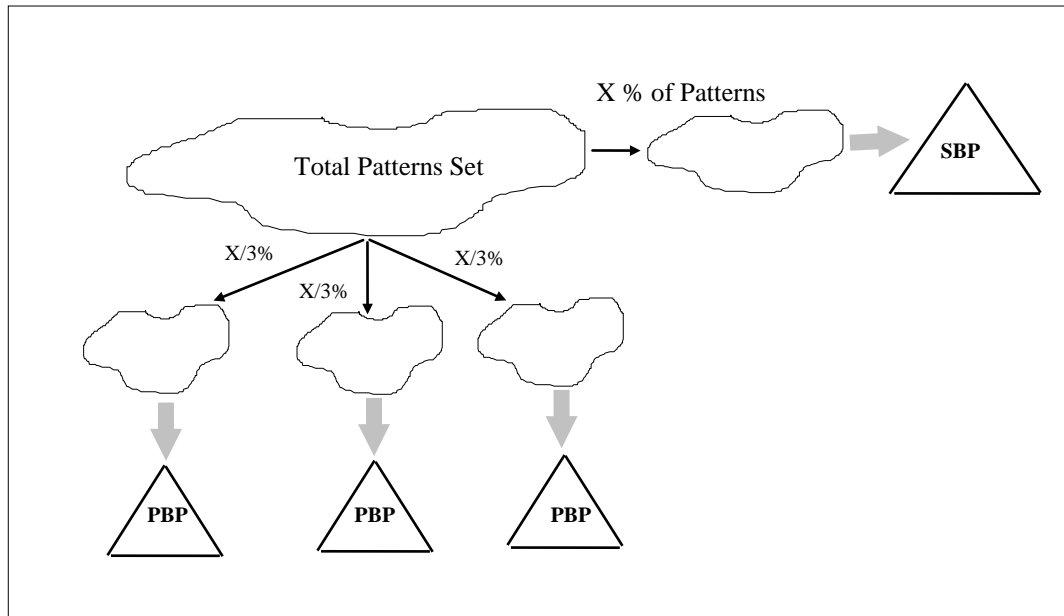 X % of Patterns
Total Patterns Set
SBP
X/3%
X/3%
X/3%
PBP
PBP
PBP